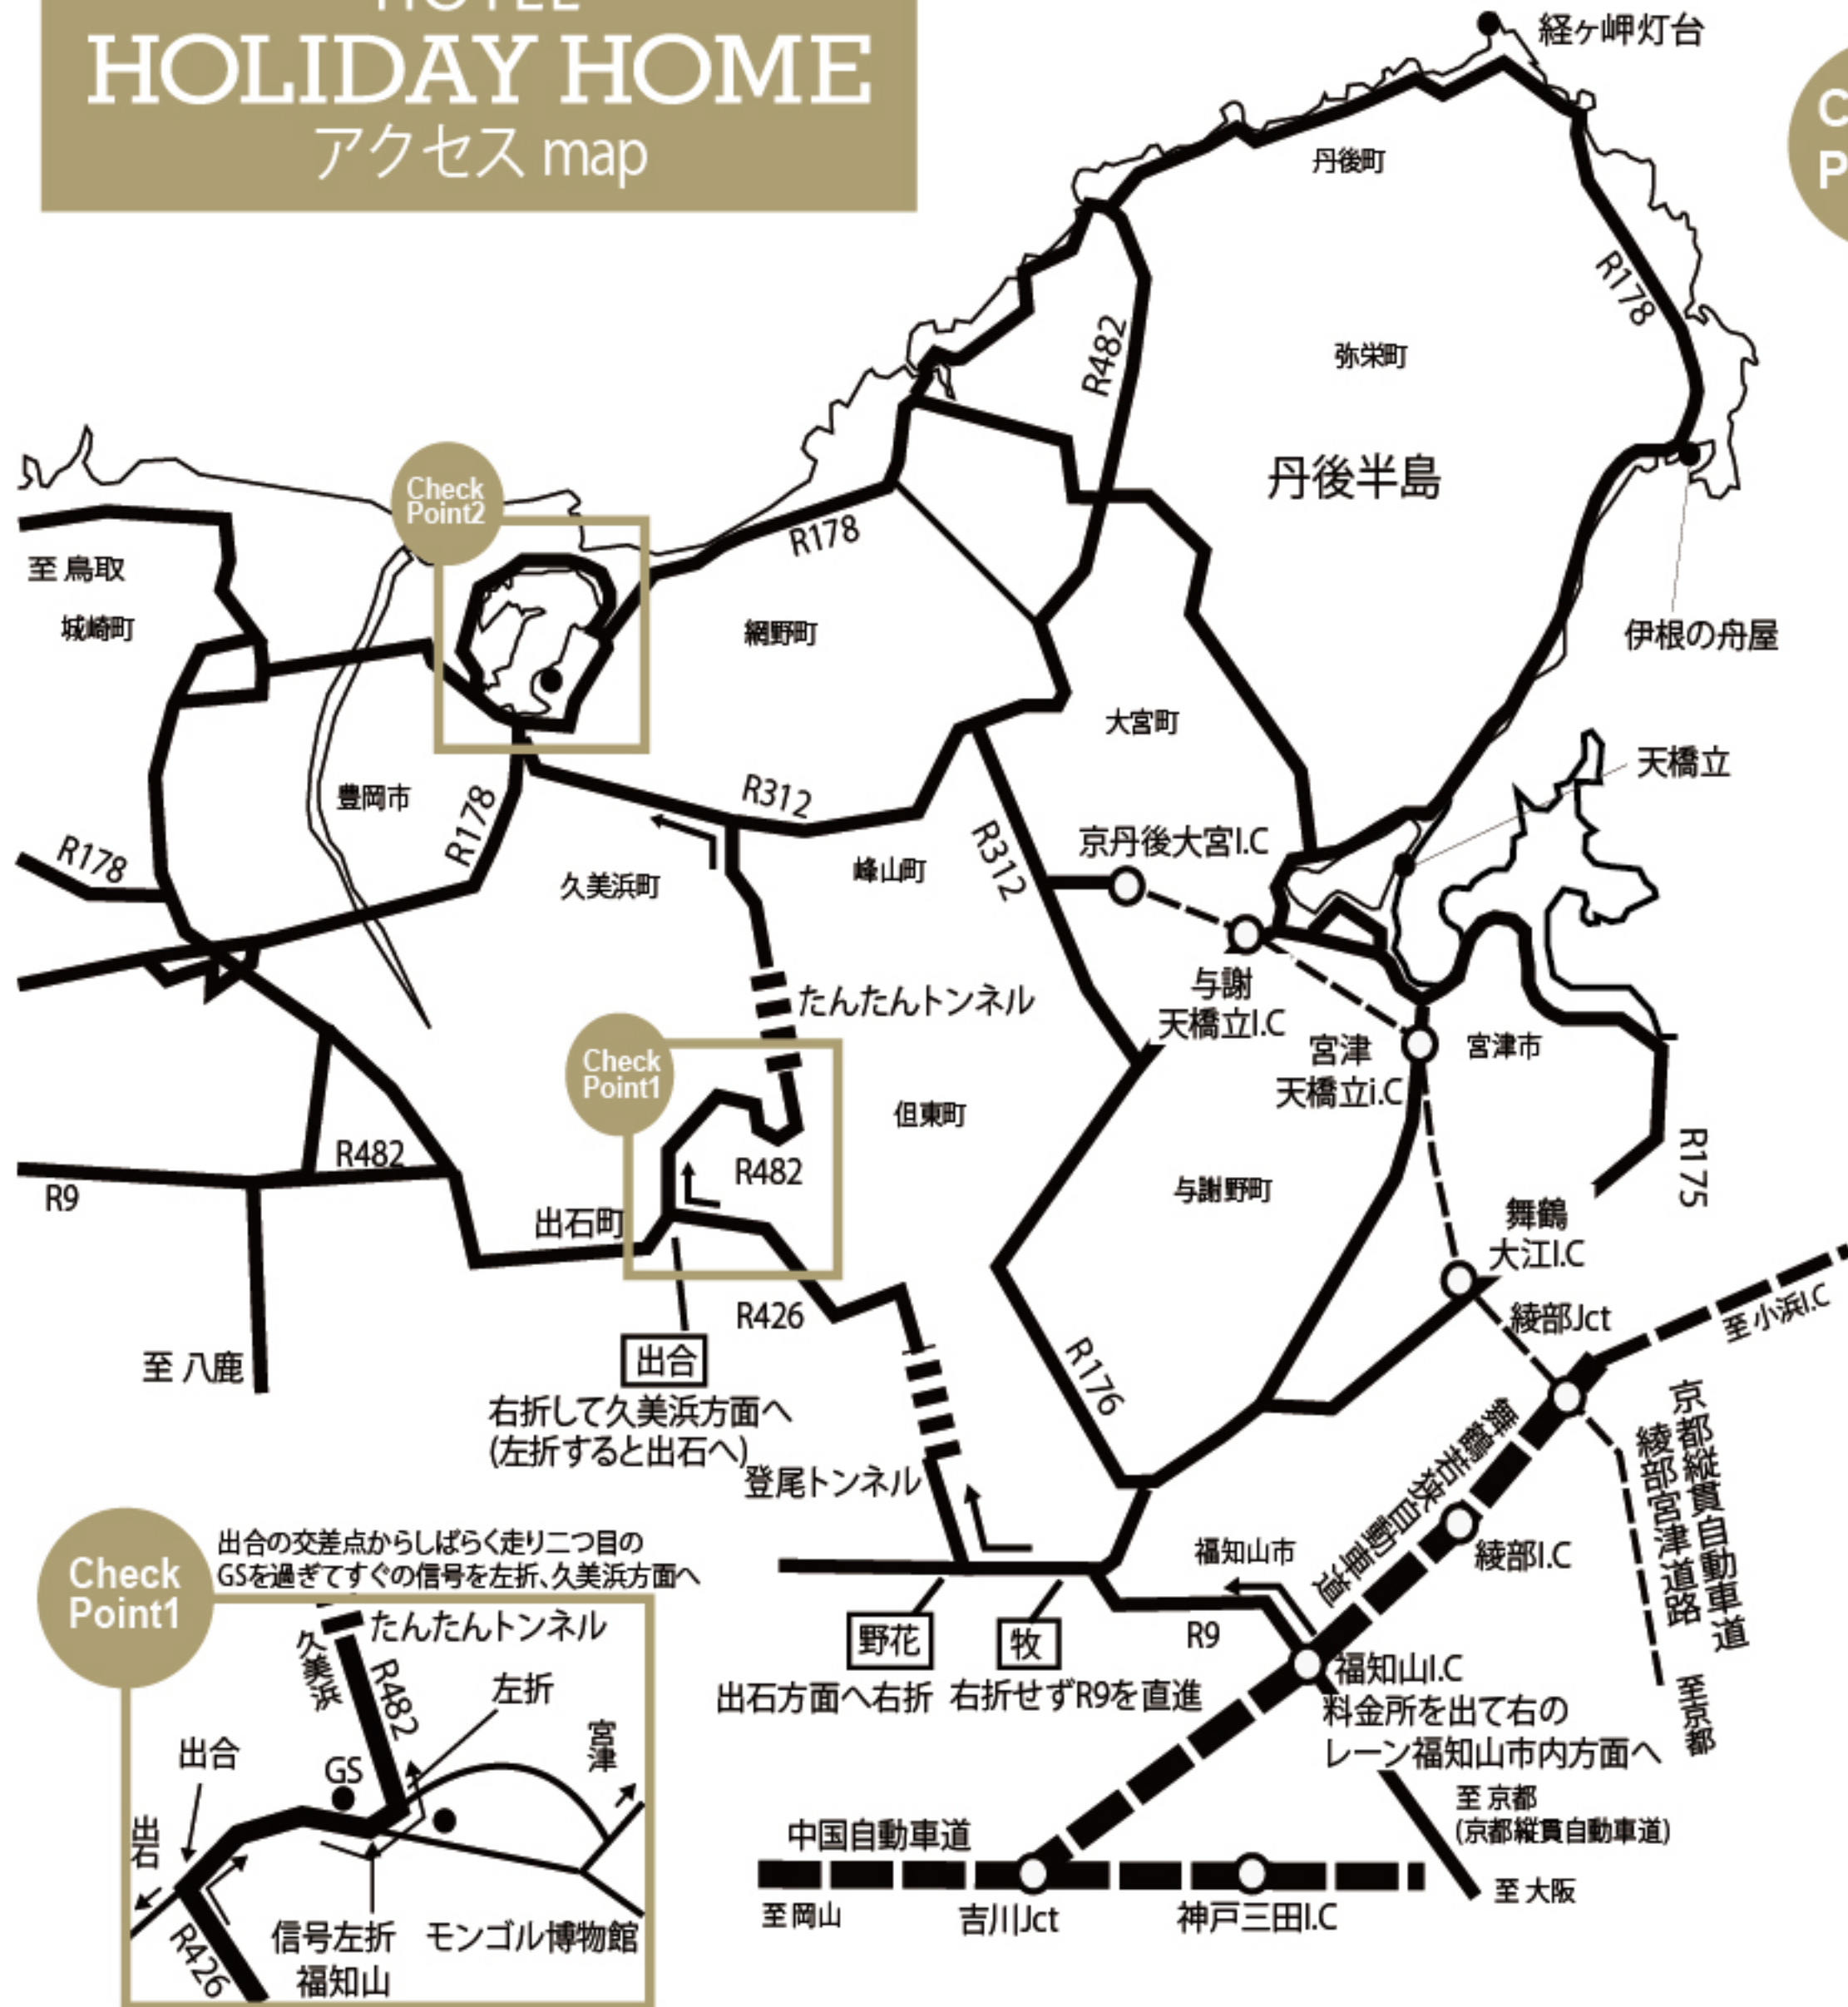 HOTEL
HOLIDAY HOME
アクセス map
経ヶ岬灯台
丹後町
R178
R482
弥栄町
丹後半島
Check
Point2
R178
至 鳥取
城崎町
網野町
伊根の舟屋
大宮町
天橋立
豊岡市
R178
R312
R178
久美浜町
峰山町
R312
京丹後大宮I.C
与謝
天橋立I.C
たんたんトンネル
宮津
天橋立i.C
宮津市
Check
Point1
但東町
R482
R482
R9
出石町
与謝野町
R175
舞鶴
大江I.C
R426
綾部Jct
至 小浜I.C
至 八鹿
出合
右折して久美浜方面へ
(左折すると出石へ)
R176
登尾トンネル
舞鶴若狭自動車道
京都縦貫自動車道
綾部宮津道路
至京都
綾部I.C
福知山市
R9
野花
出石方面へ右折
牧
右折せずR9を直進
福知山I.C
料金所を出て右の
レーン福知山市内方面へ
至 京都
(京都縦貫自動車道)
至 大阪
中国自動車道
至 岡山
吉川Jct
神戸三田I.C
Check
Point1
出合の交差点からしばらく走り二つ目の
GSを過ぎてすぐの信号を左折、久美浜方面へ
たんたんトンネル
久美浜
R482
左折
宮津
出合
GS
出石
R426
信号左折
福知山
モンゴル博物館